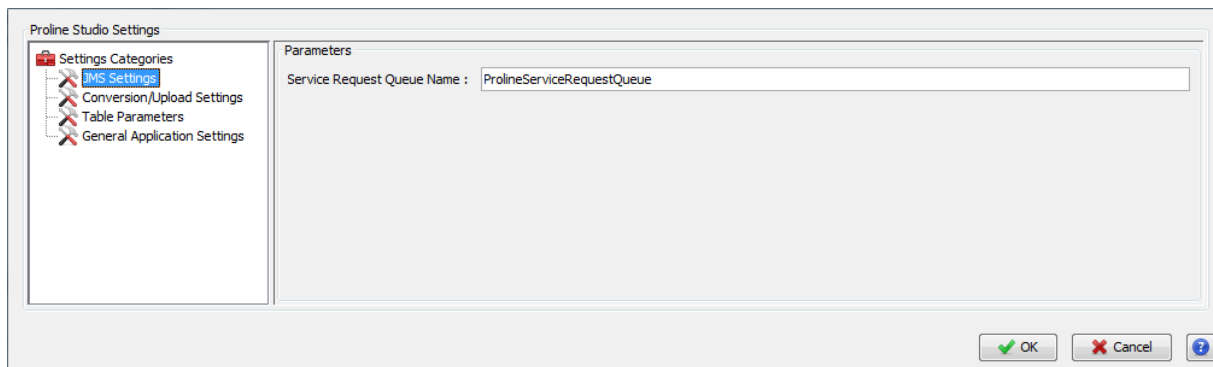 Proline Studio Settings
Settings Categories
JMS Settings
Conversion/Upload Settings
Table Parameters
General Application Settings
Parameters
Service Request Queue Name : ProlineServiceRequestQueue
OK
Cancel
?